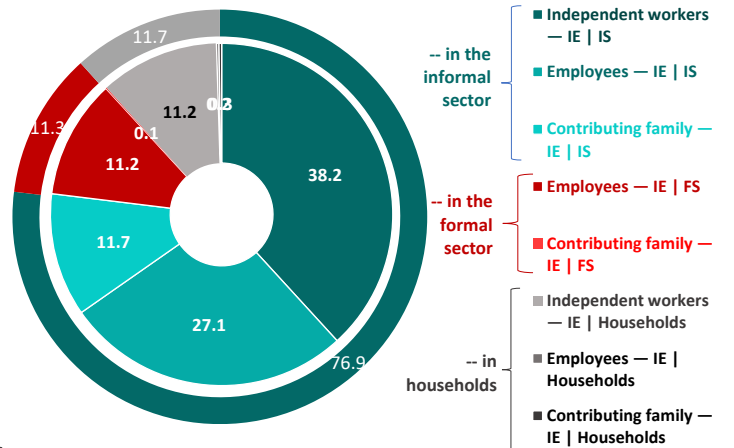 11.7
11.3
76.9
11.2
0.1
11.2
11.7
27.1
38.2
-- in the
informal
sector
Independent workers
— IE | IS
Employees — IE | IS
Contributing family —
IE | IS
-- in the
formal
sector
Employees — IE | FS
Contributing family —
IE | FS
-- in
households
Independent workers
— IE | Households
Employees — IE |
Households
Contributing family —
IE | Households